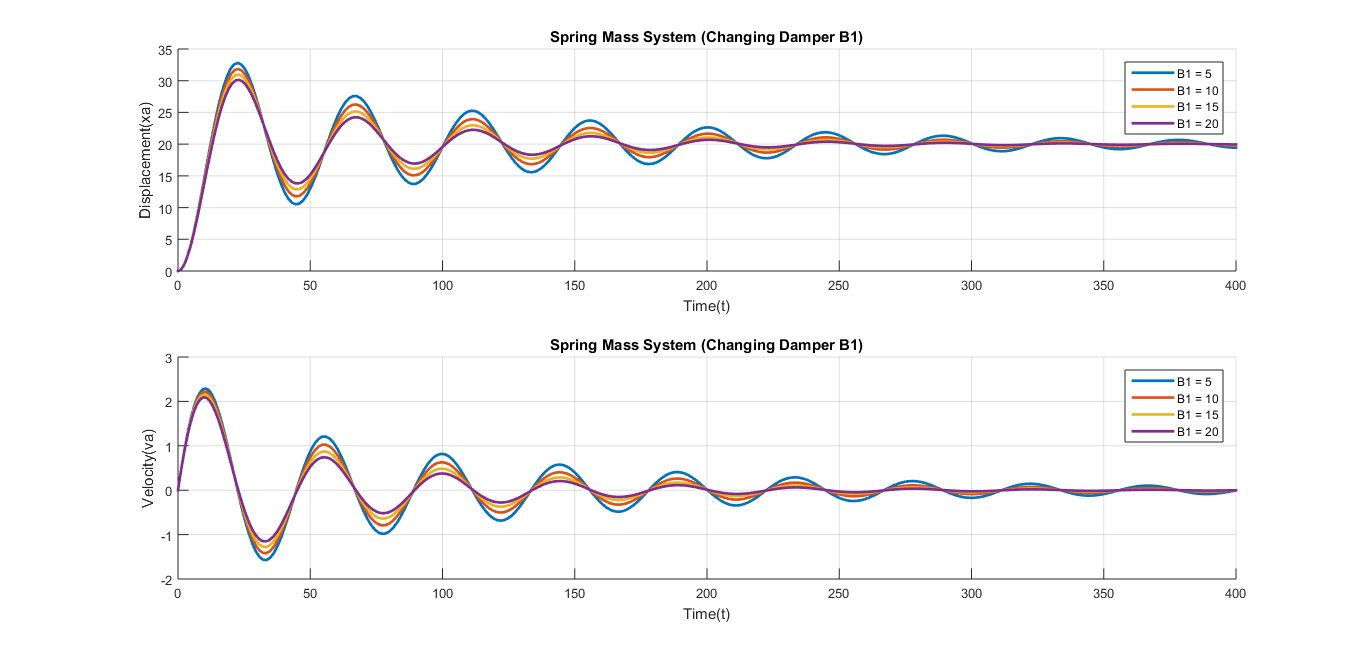 Spring Mass System (Changing Damper B1)
35
30
25
20
15
10
5
0
Displacement(xa)
0 50 100 150 200 250 300 350 400
Time(t)
B1 = 5
B1 = 10
B1 = 15
B1 = 20
Spring Mass System (Changing Damper B1)
3
2
1
0
-1
-2
Velocity(va)
0 50 100 150 200 250 300 350 400
Time(t)
B1 = 5
B1 = 10
B1 = 15
B1 = 20